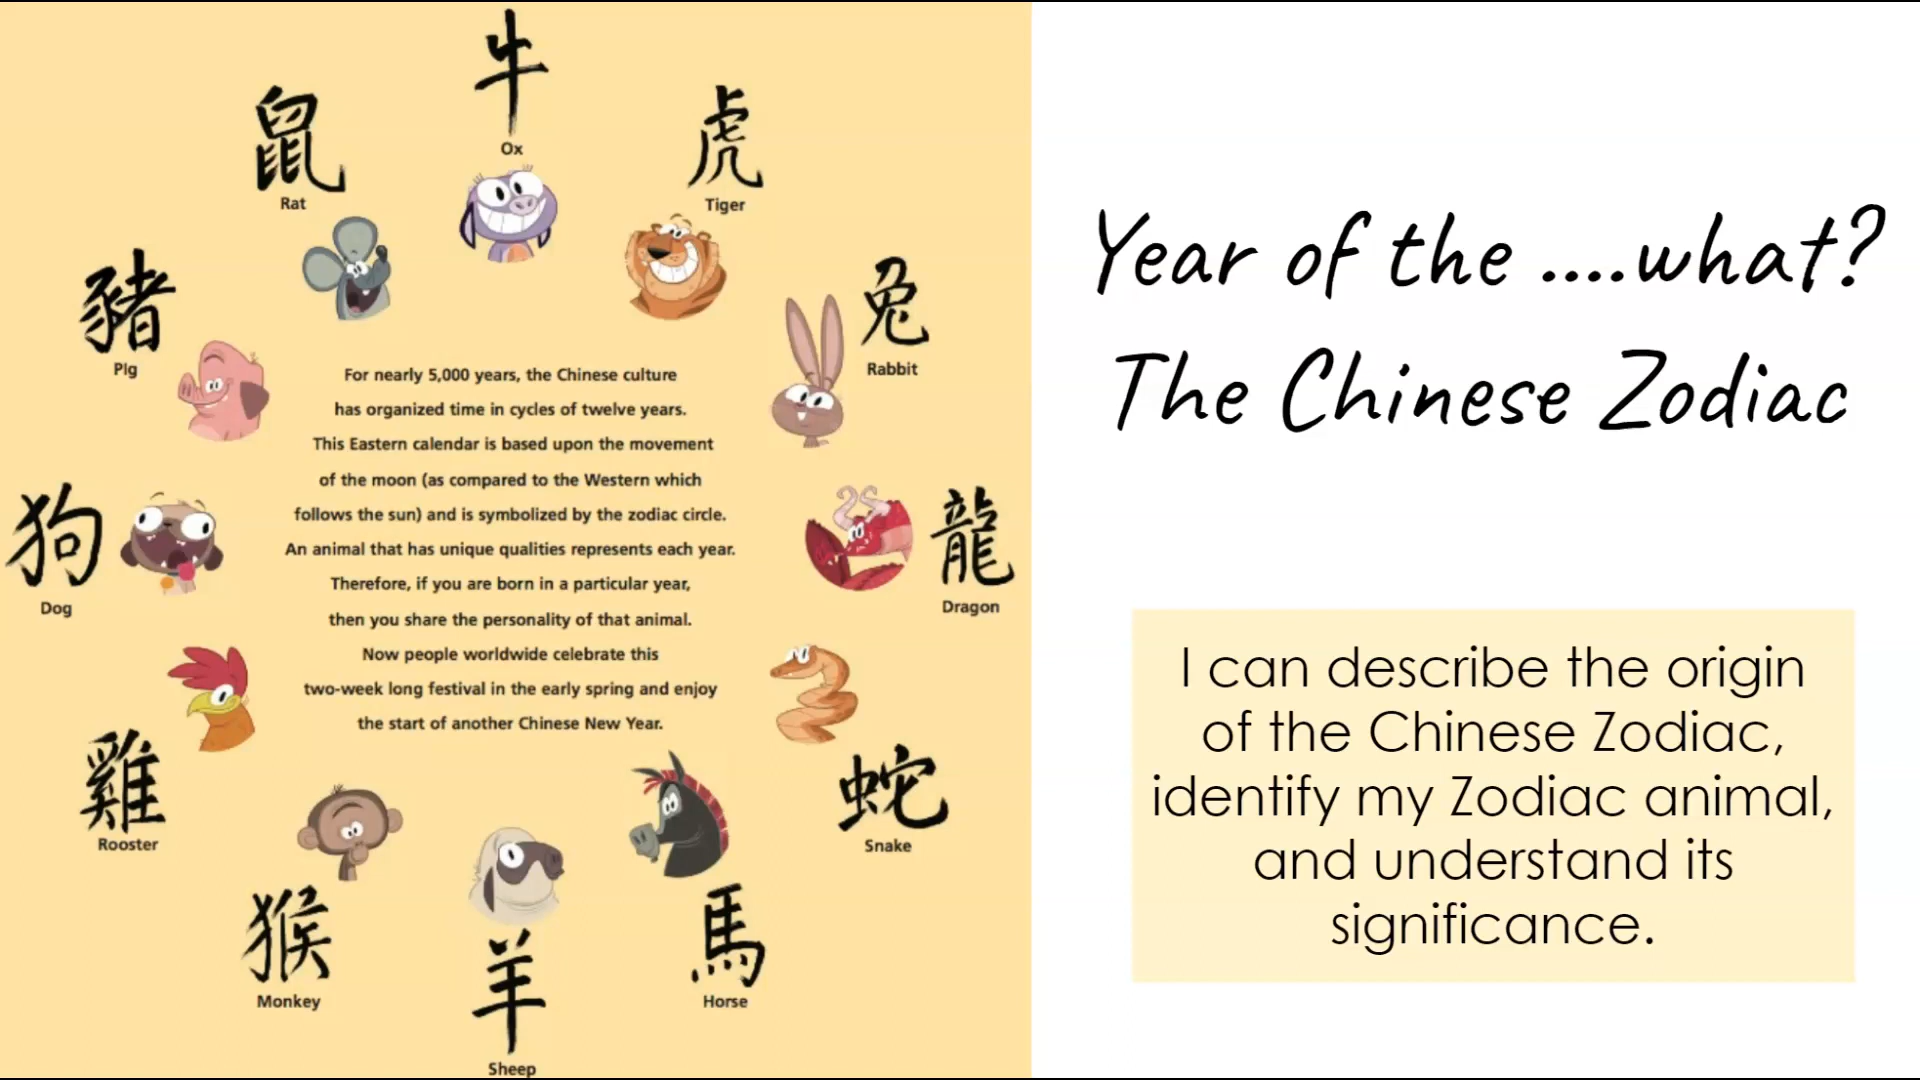 牛
Ox
鼠
Rat
虎
Tiger
豬
Pig
兔
Rabbit
For nearly 5,000 years, the Chinese culture
has organized time in cycles of twelve years.
This Eastern calendar is based upon the movement
of the moon (as compared to the Western which
follows the sun) and is symbolized by the zodiac circle.
An animal that has unique qualities represents each year.
Therefore, if you are born in a particular year,
then you share the personality of that animal.
Now people worldwide celebrate this
two-week long festival in the early spring and enjoy
the start of another Chinese New Year.
狗
Dog
龍
Dragon
雞
Rooster
蛇
Snake
猴
Monkey
馬
Horse
羊
Sheep
Year of the ....what?
The Chinese Zodiac
I can describe the origin
of the Chinese Zodiac,
identify my Zodiac animal,
and understand its
significance.